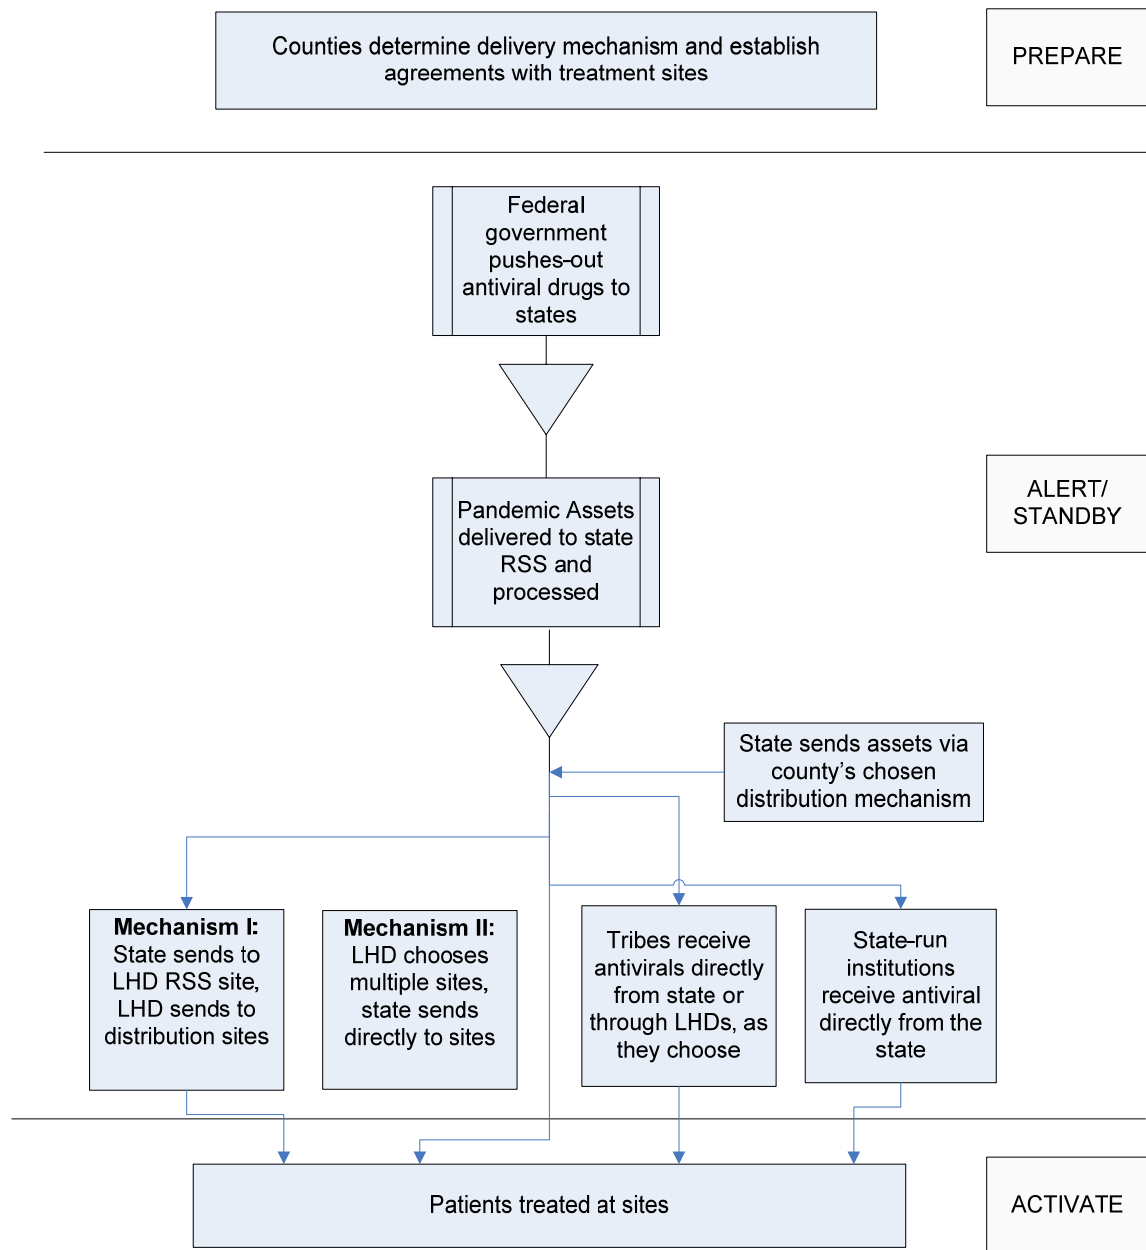 Counties determine delivery mechanism and establish
agreements with treatment sites
PREPARE
Federal
government
pushes-out
antiviral drugs to
states
Pandemic Assets
delivered to state
RSS and
processed
ALERT/
STANDBY
State sends assets via
county's chosen
distribution mechanism
Mechanism I:
State sends to
LHD RSS site,
LHD sends to
distribution sites
Mechanism II:
LHD chooses
multiple sites,
state sends
directly to sites
Tribes receive
antivirals directly
from state or
through LHDs, as
they choose
State-run
institutions
receive antiviral
directly from the
state
Patients treated at sites
ACTIVATE